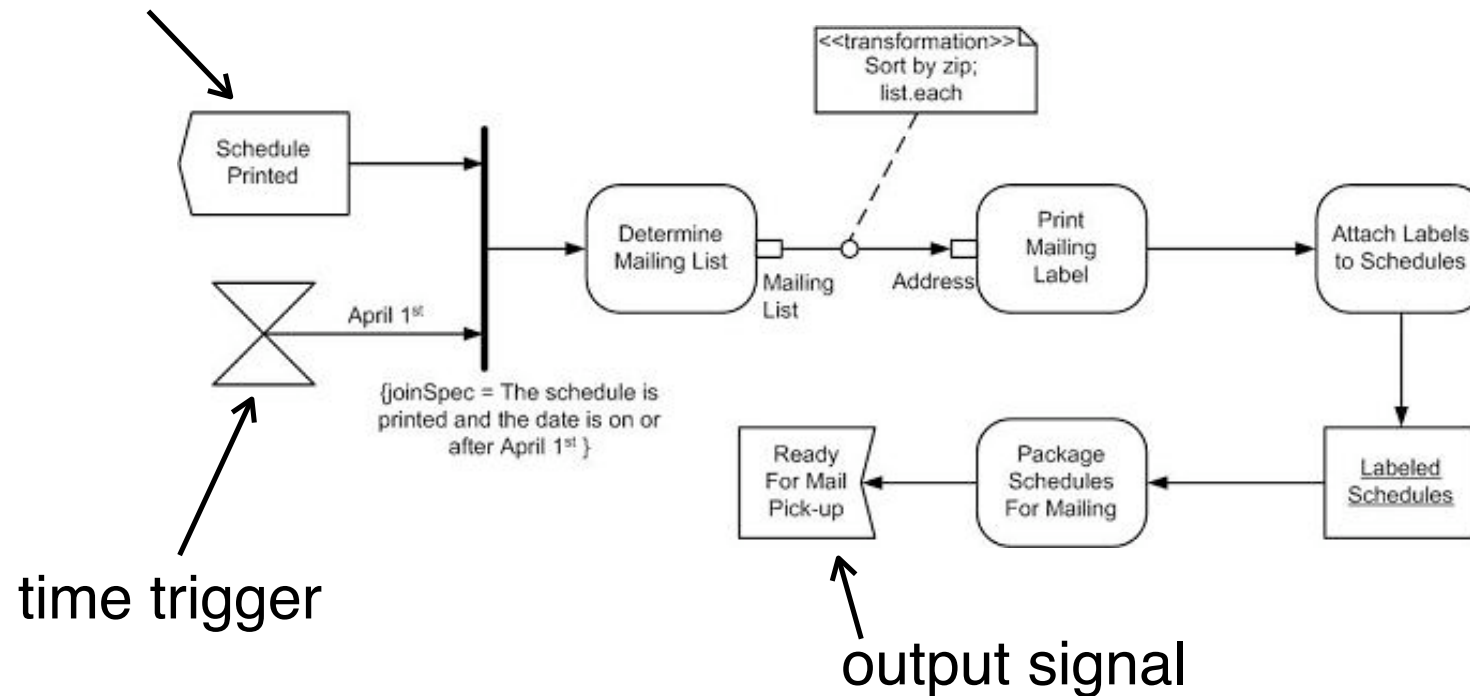 <<transformation>>
Sort by zip;
list.each
Schedule
Printed
Determine
Mailing List
Mailing
List
Address
Print
Mailing
Label
Attach Labels
to Schedules
April 1st
{joinSpec = The schedule is
printed and the date is on or
after April 1st }
Ready
For Mail
Pick-up
Package
Schedules
For Mailing
Labeled
Schedules
time trigger
output signal